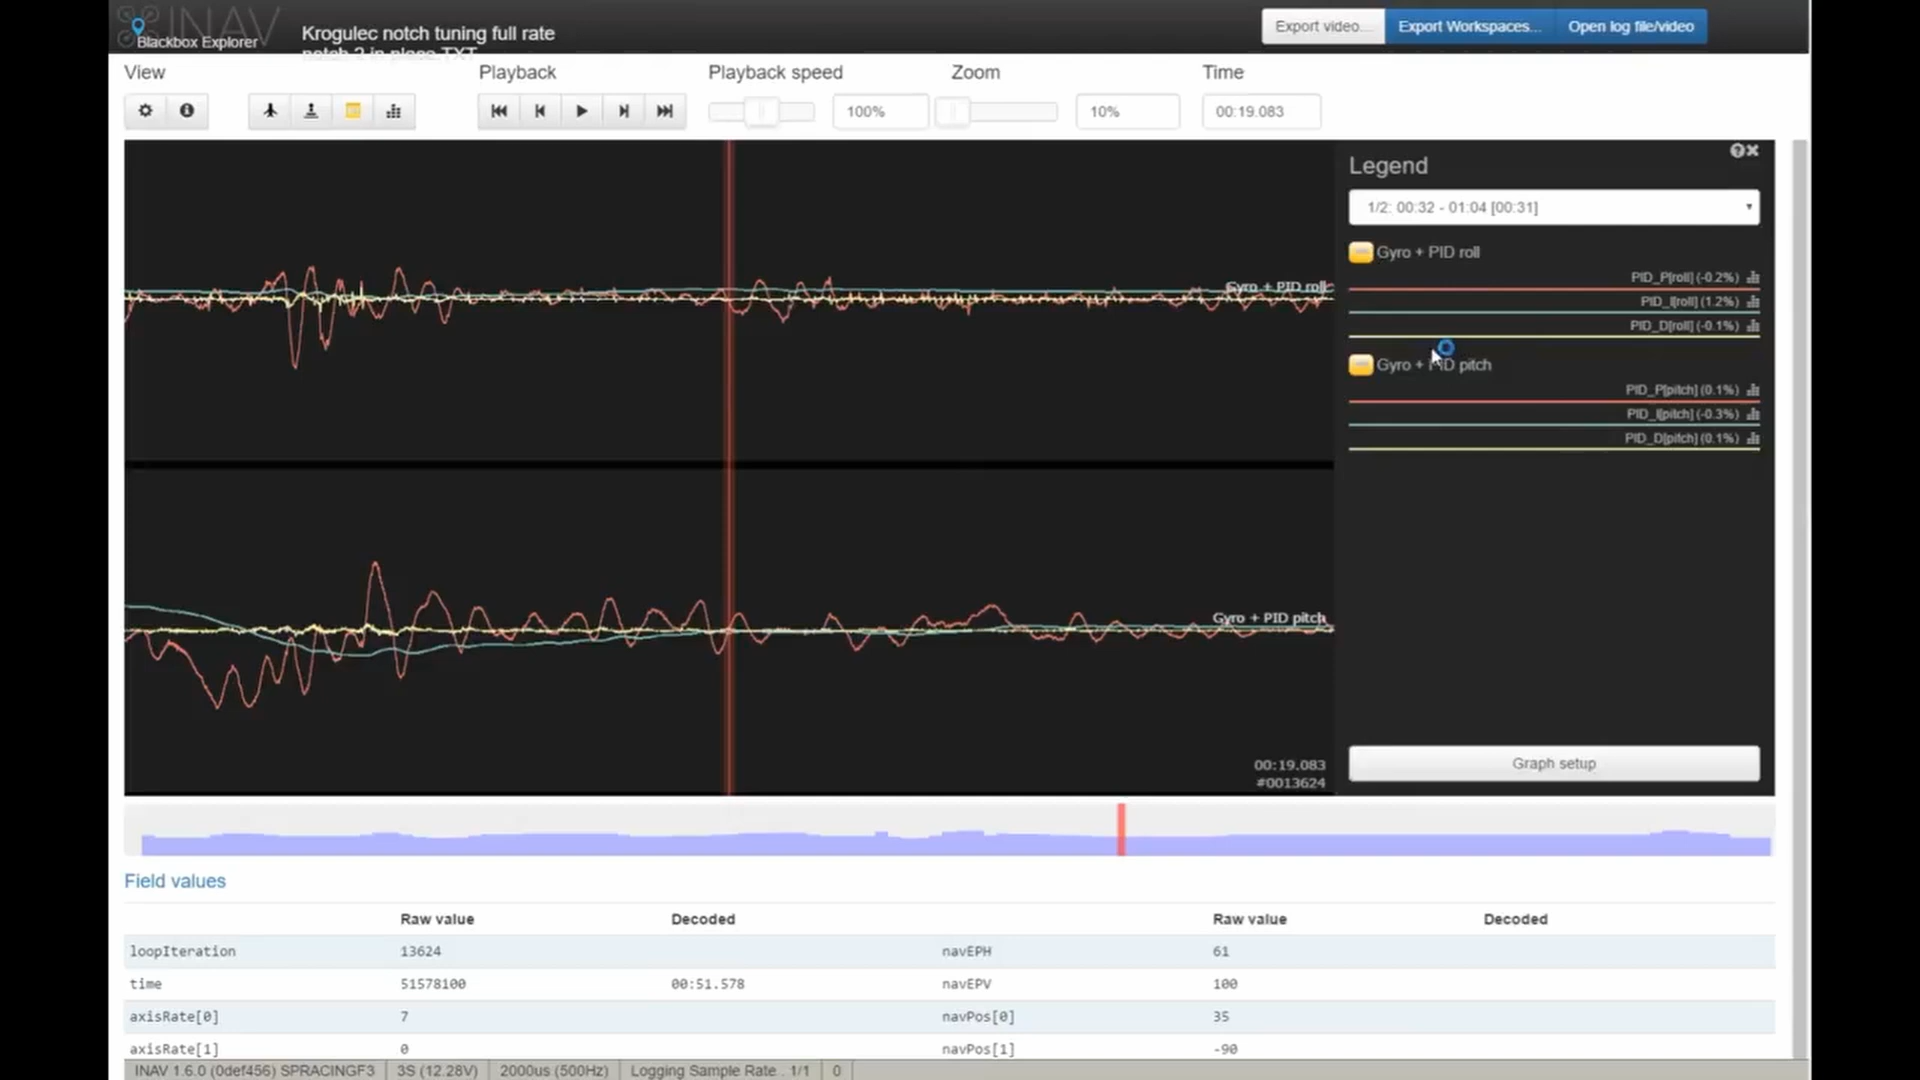 INAV
Blackbox Explorer
Krogulec notch tuning full rate
notch 2 in place.TXT
Export video...
Export Workspaces...
Open log file/video
View
Playback
Playback speed
Zoom
Time
100%
10%
00:19.083
Legend
1/2: 00:32 - 01:04 [00:31]
Gyro + PID roll
PID_P[roll] (-0.2%)
PID_I[roll] (1.2%)
PID_D[roll] (-0.1%)
Gyro + PID pitch
PID_P[pitch] (0.1%)
PID_I[pitch] (-0.3%)
PID_D[pitch] (0.1%)
Gyro + PID roll
Gyro + PID pitch
00:19.083
#0013624
Graph setup
Field values
Raw value Decoded Raw value Decoded
loopIteration 13624 navEPH 61
time 51578100 00:51.578 navEPV 100
axisRate[0] 7 navPos[0] 35
axisRate[1] 0 navPos[1] -90
INAV 1.6.0 (0def456) SPRACINGF3 3S (12.28V) 2000us (500Hz) Logging Sample Rate . 1/1 0